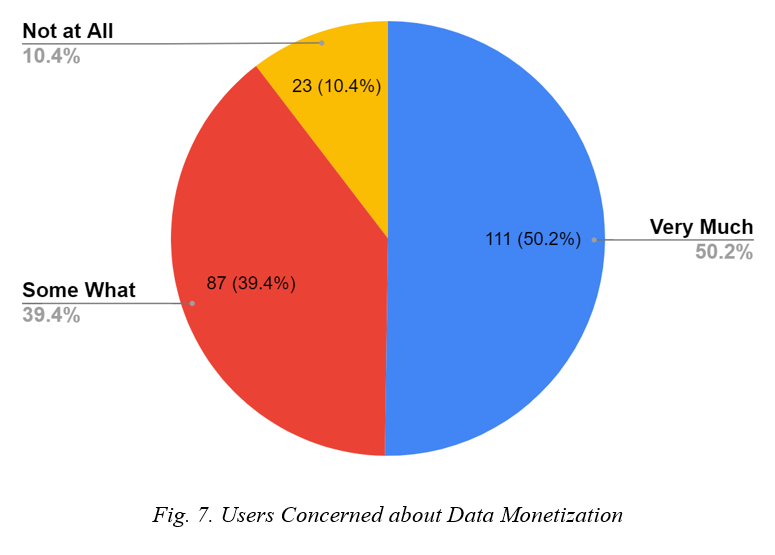 Not at All
10.4%
23 (10.4%)
111 (50.2%)
Very Much
50.2%
87 (39.4%)
Some What
39.4%
Fig. 7. Users Concerned about Data Monetization